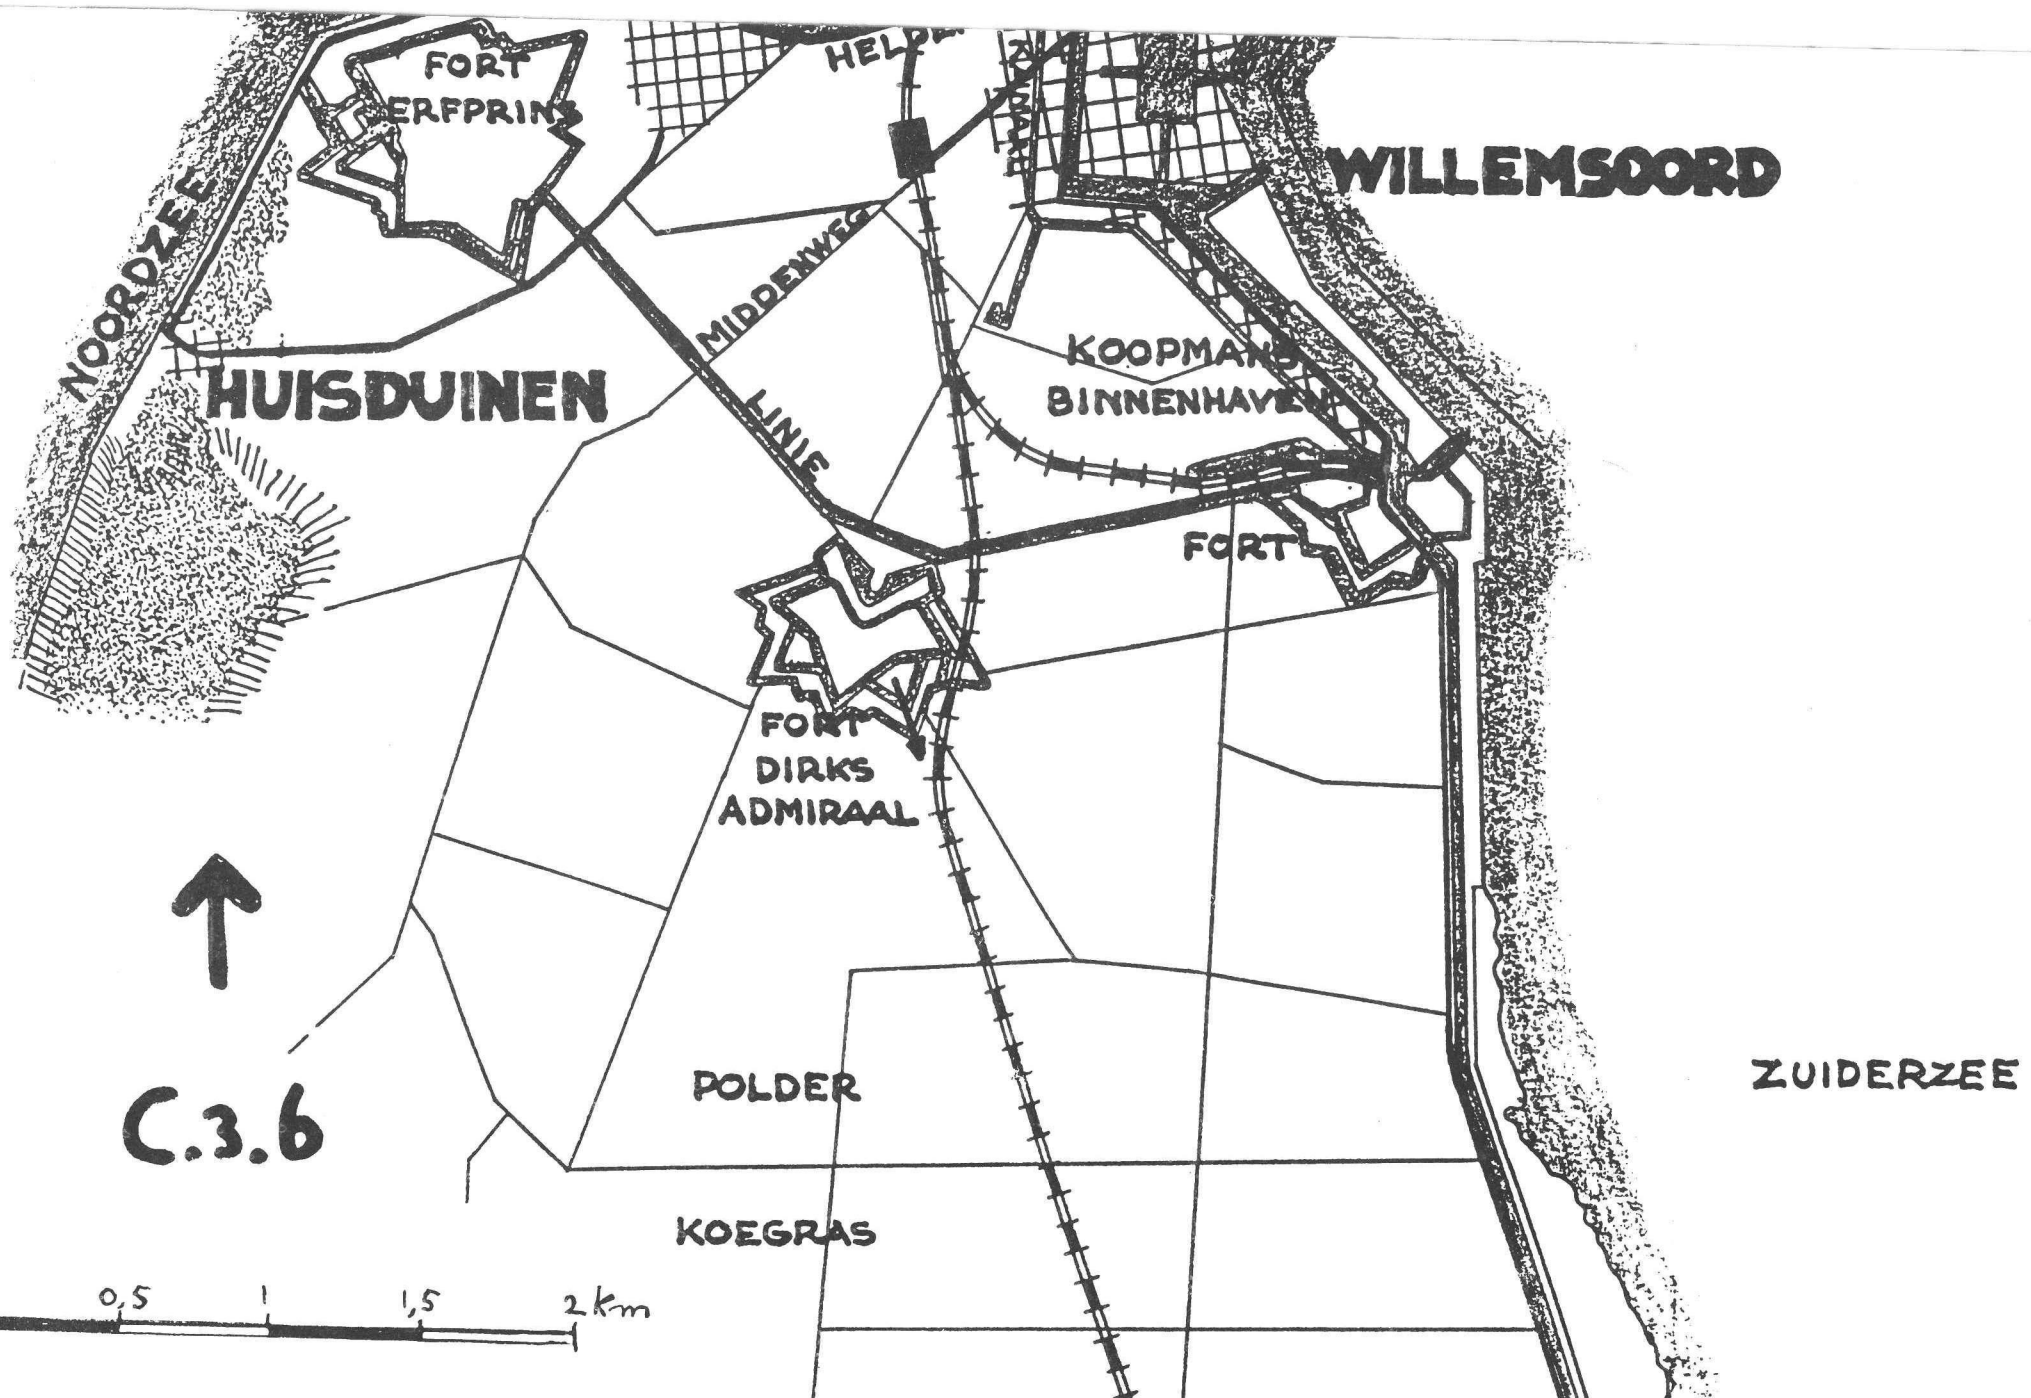 FORT
ERFPRINS
HELDER
WILLEMSOORD
NOORDZEE
MIDDENWEG
HUISDUINEN
KOOPMANS
BINNENHAVEN
LINIE
FORT
FORT
DIRKS
ADMIRAAL
ZUIDERZEE
POLDER
C.3.6
KOEGRAS
0,5 1 1,5 2 km